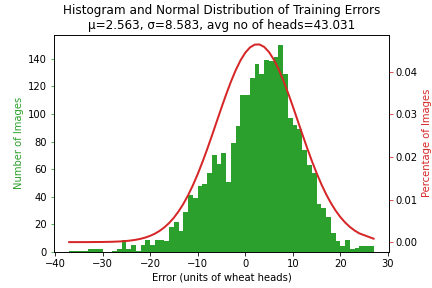 Histogram and Normal Distribution of Training Errors
μ=2.563, σ=8.583, avg no of heads=43.031
Number of Images
140
120
100
80
60
40
20
0
0.04
0.03
0.02
0.01
0.00
Percentage of Images
−40 −30 −20 −10 0 10 20 30
Error (units of wheat heads)